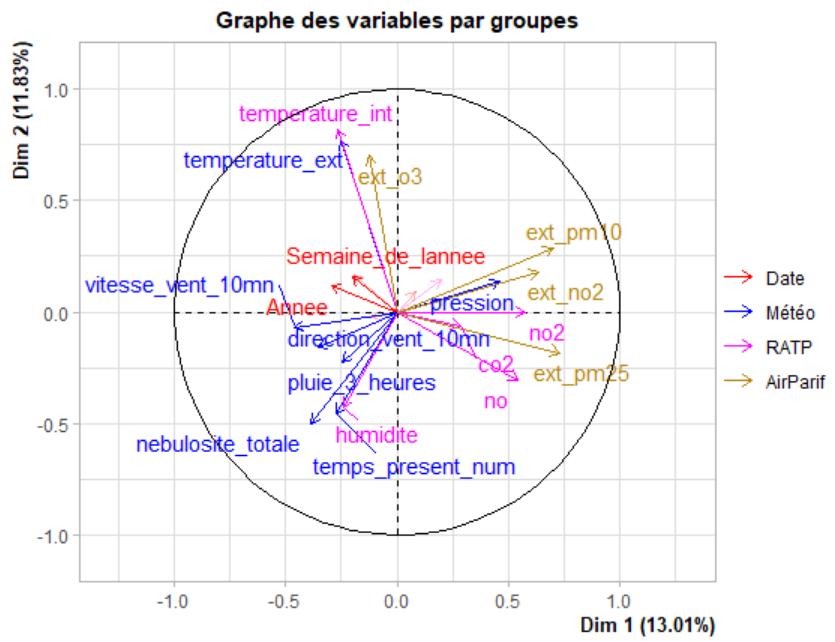 Graphe des variables par groupes
Dim 2 (11.83%)
1.0
0.5
0.0
-0.5
-1.0
temperature_int
temperature_ext
ext_o3
ext_pm10
Semaine_de_lannee
vitesse_vent_10mn
ext_no2
Annee
pression
direction_vent_10mn
no2
co2
ext_pm25
pluie_3_heures
no
nebulosite_totale
humidite
temps_present_num
-1.0
-0.5
0.0
0.5
1.0
Dim 1 (13.01%)
Date
Météo
RATP
AirParif